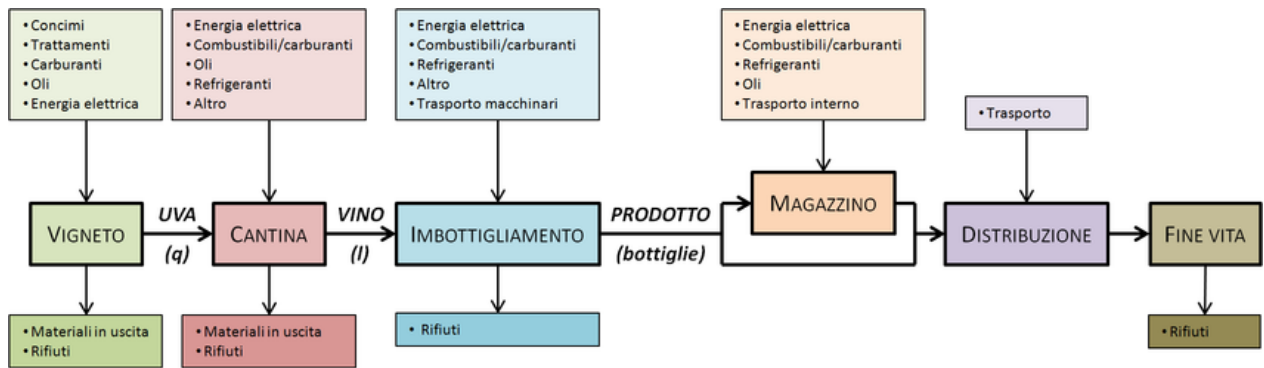 • Concimi
• Trattamenti
• Carburanti
• Oli
• Energia elettrica
• Energia elettrica
• Combustibili/carburanti
• Oli
• Refrigeranti
• Altro
• Energia elettrica
• Combustibili/carburanti
• Refrigeranti
• Altro
• Trasporto macchinari
• Energia elettrica
• Combustibili/carburanti
• Refrigeranti
• Oli
• Trasporto interno
• Trasporto
VIGNETO
UVA
(q)
CANTINA
VINO
(l)
IMBOTTIGLIAMENTO
PRODOTTO
(bottiglie)
MAGAZZINO
DISTRIBUZIONE
FINE VITA
• Materiali in uscita
• Rifiuti
• Materiali in uscita
• Rifiuti
• Rifiuti
• Rifiuti